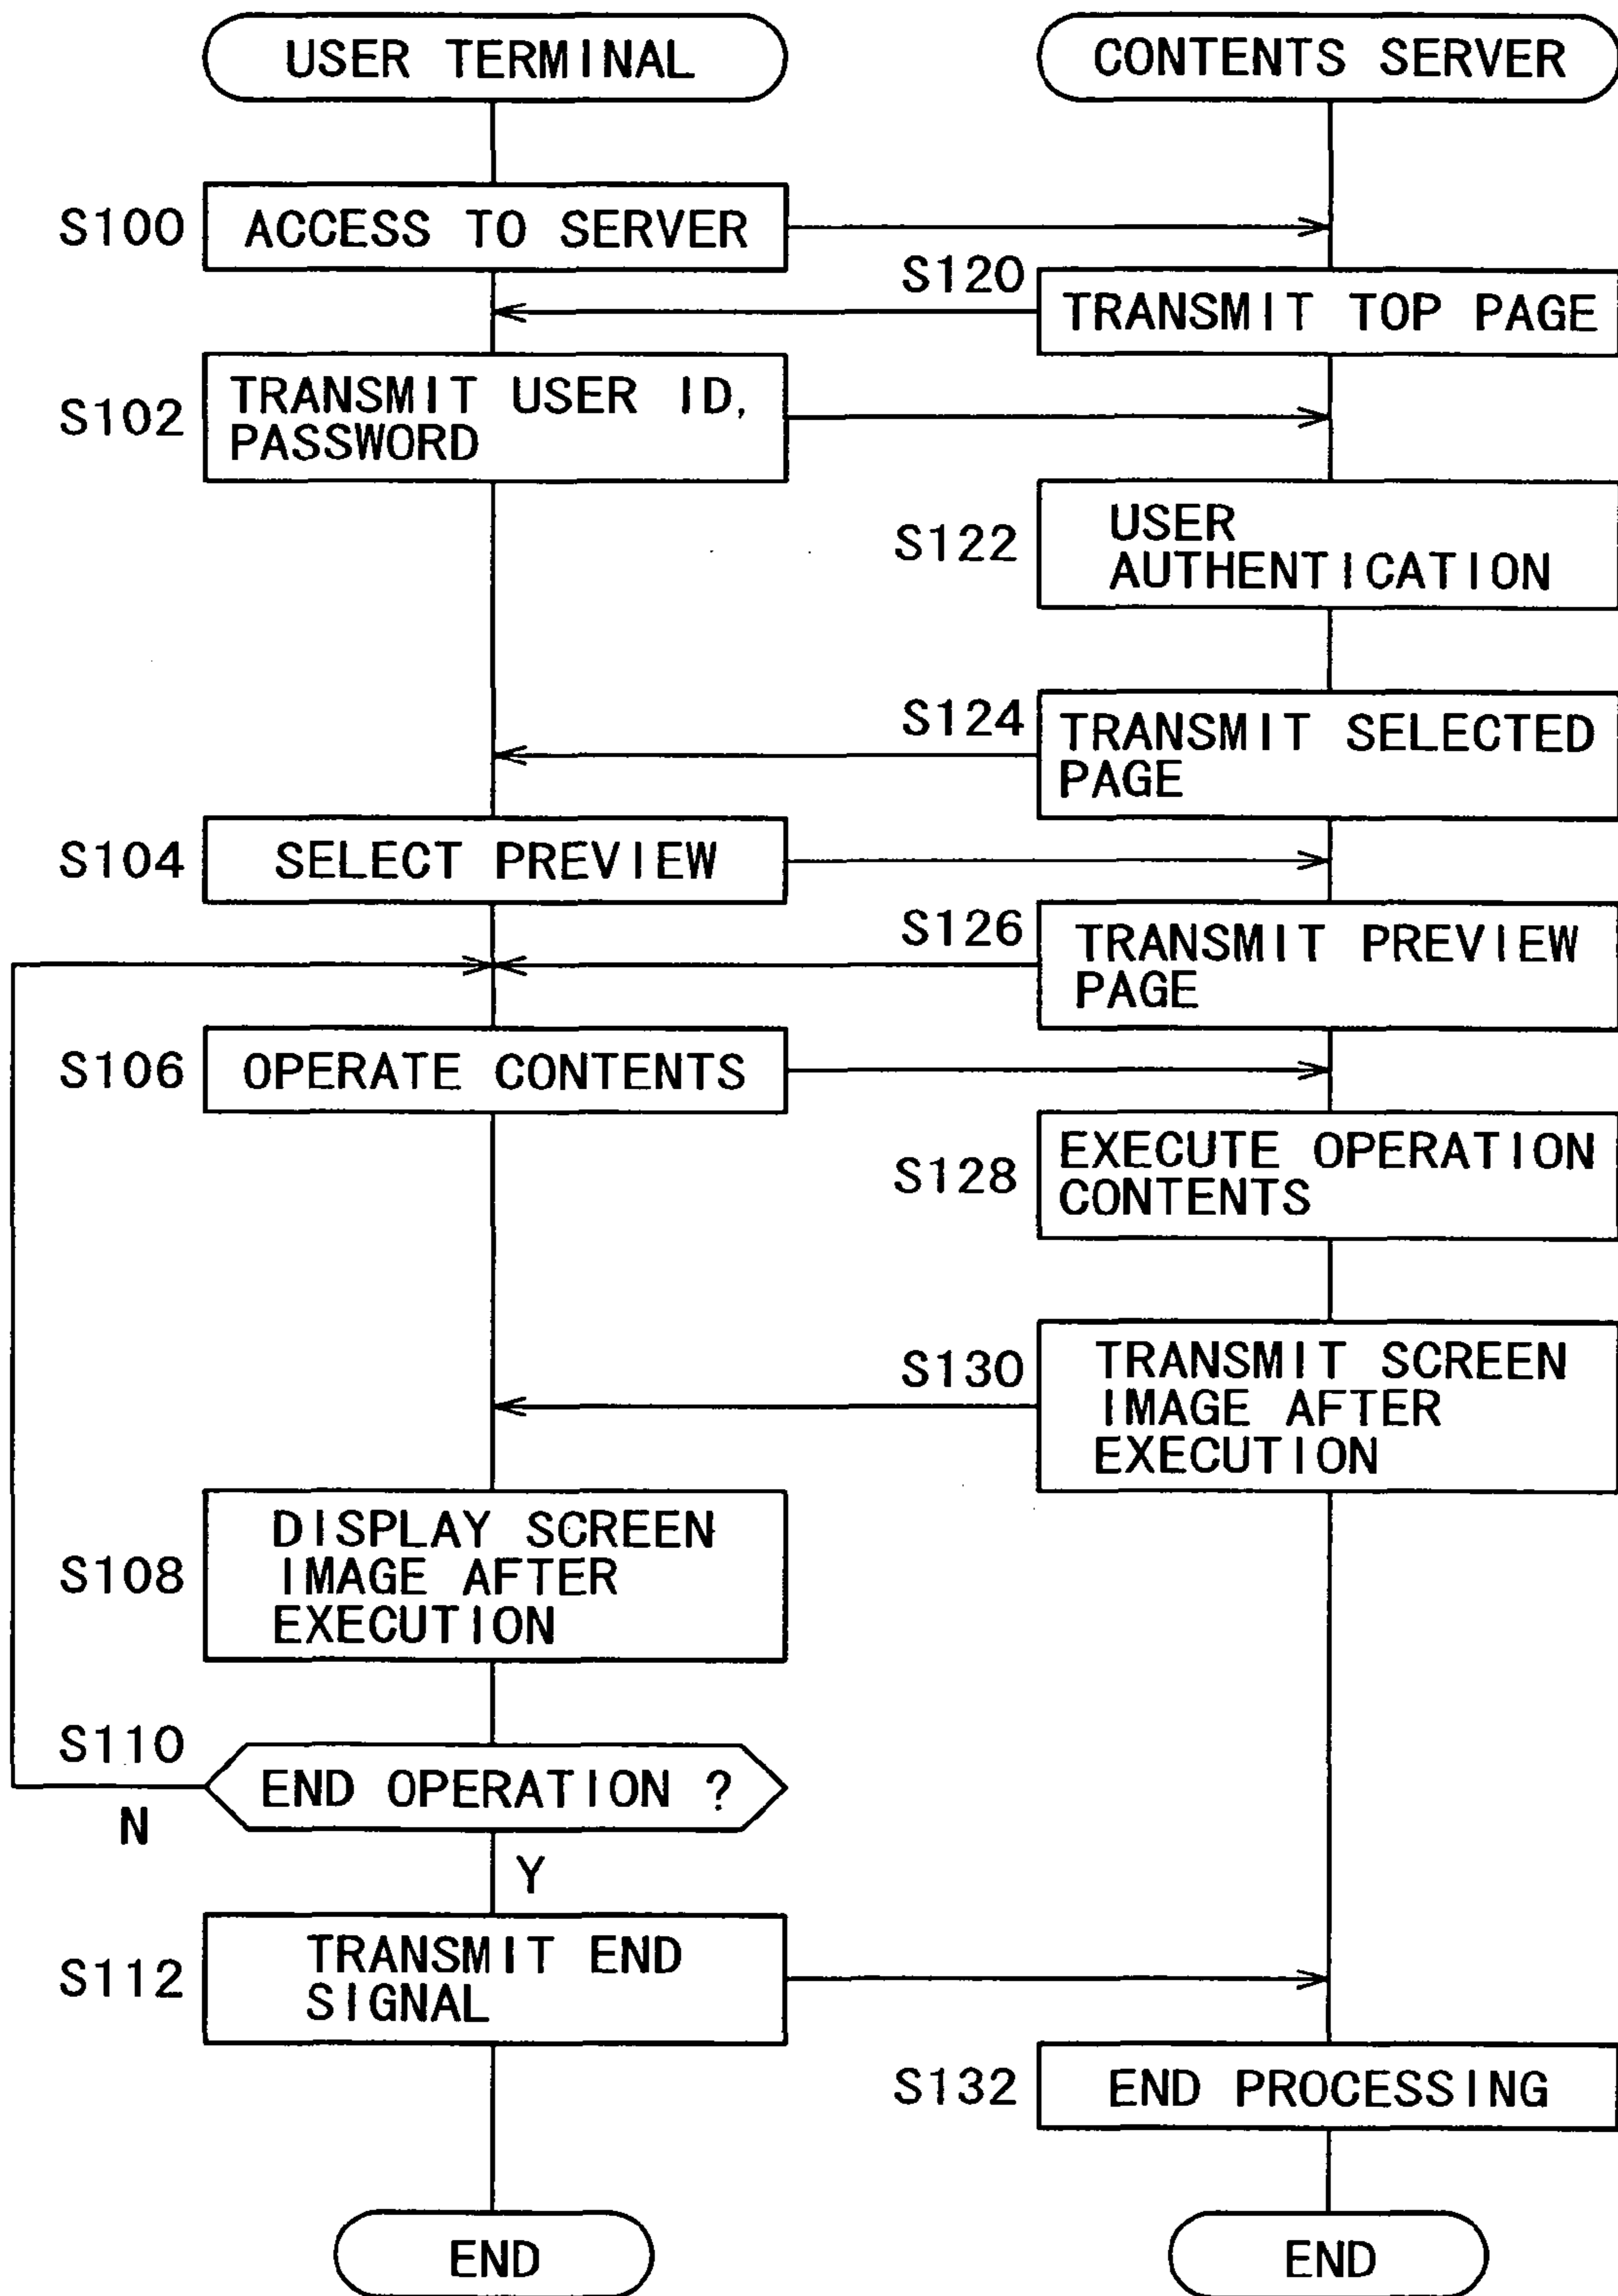 USER TERMINAL
CONTENTS SERVER
S100
ACCESS TO SERVER
S120
TRANSMIT TOP PAGE
S102
TRANSMIT USER ID,
PASSWORD
S122
USER
AUTHENTICATION
S124
TRANSMIT SELECTED
PAGE
S104
SELECT PREVIEW
S126
TRANSMIT PREVIEW
PAGE
S106
OPERATE CONTENTS
S128
EXECUTE OPERATION
CONTENTS
S130
TRANSMIT SCREEN
IMAGE AFTER
EXECUTION
S108
DISPLAY SCREEN
IMAGE AFTER
EXECUTION
S110
END OPERATION ?
N
Y
S112
TRANSMIT END
SIGNAL
S132
END PROCESSING
END
END